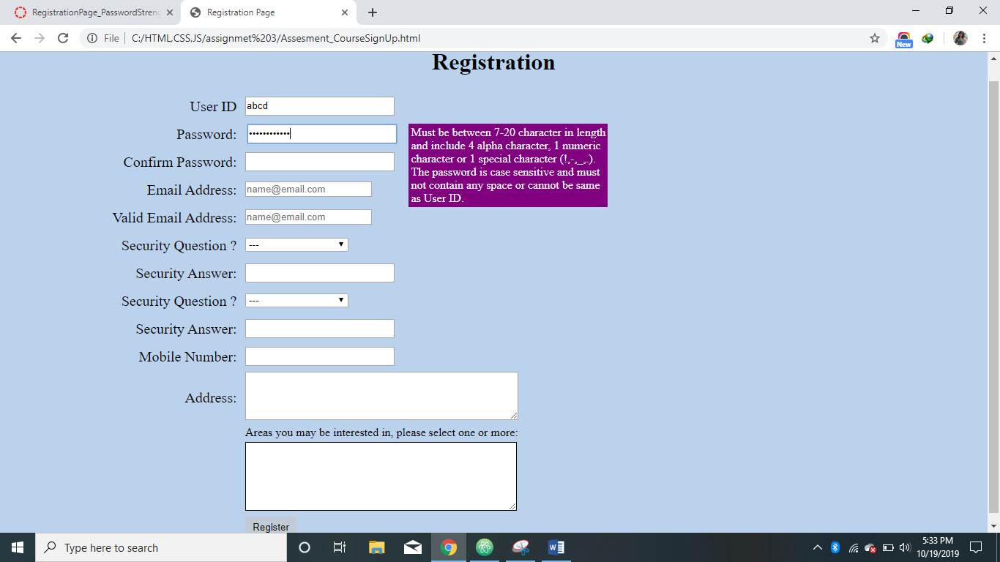 RegistrationPage_PasswordStreng
Registration Page
File
C:/HTML,CSS,JS/assignmet%203/Assesment_CourseSignUp.html
New
Registration
User ID
abcd
Password:
••••••••••••
Must be between 7-20 character in length
and include 4 alpha character, 1 numeric
character or 1 special character (!,-,_,.).
The password is case sensitive and must
not contain any space or cannot be same
as User ID.
Confirm Password:
Email Address:
name@email.com
Valid Email Address:
name@email.com
Security Question ?
---
Security Answer:
Security Question ?
---
Security Answer:
Mobile Number:
Address:
Areas you may be interested in, please select one or more:
Register
Type here to search
5:33 PM
10/19/2019